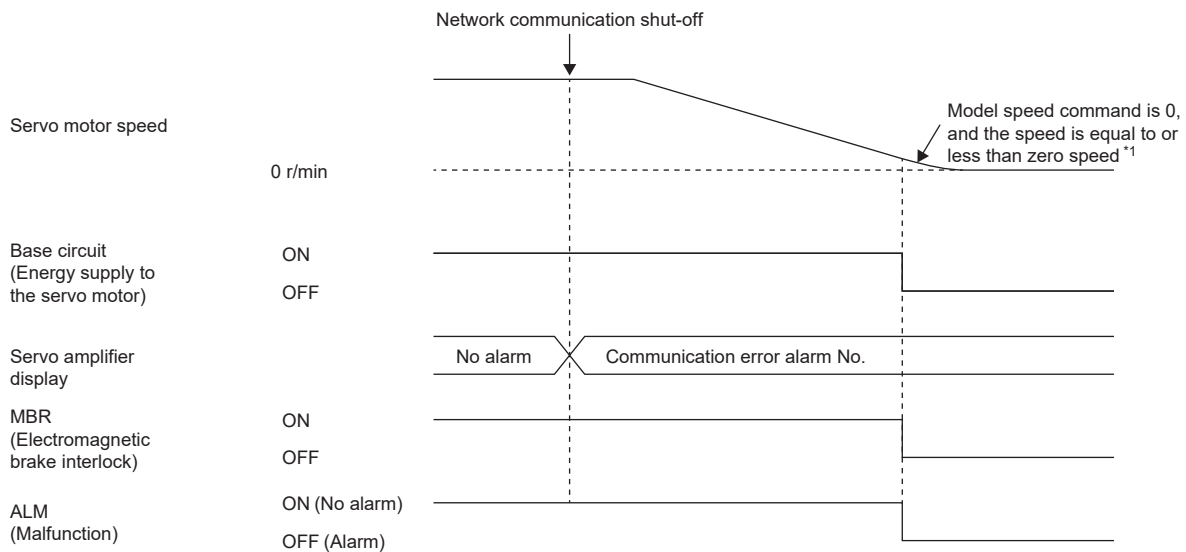 Network communication shut-off
Model speed command is 0,
and the speed is equal to or
less than zero speed *1
Servo motor speed
0 r/min
Base circuit
(Energy supply to
the servo motor)
ON
OFF
Servo amplifier
display
No alarm
Communication error alarm No.
MBR
(Electromagnetic
brake interlock)
ON
OFF
ALM
(Malfunction)
ON (No alarm)
OFF (Alarm)